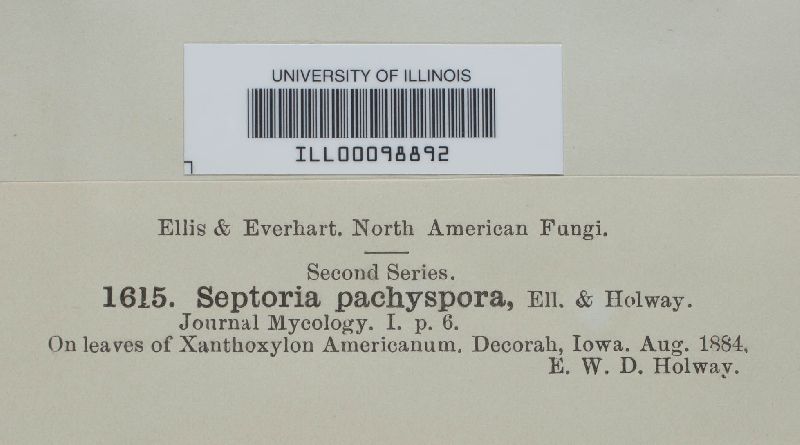 UNIVERSITY OF ILLINOIS
ILL00098892
Ellis & Everhart. North American Fungi.
Second Series.
1615. Septoria pachyspora, Ell. & Holway.
Journal Mycology. I. p. 6.
On leaves of Xanthoxylon Americanum. Decorah, Iowa. Aug. 1884,
E. W. D. Holway.